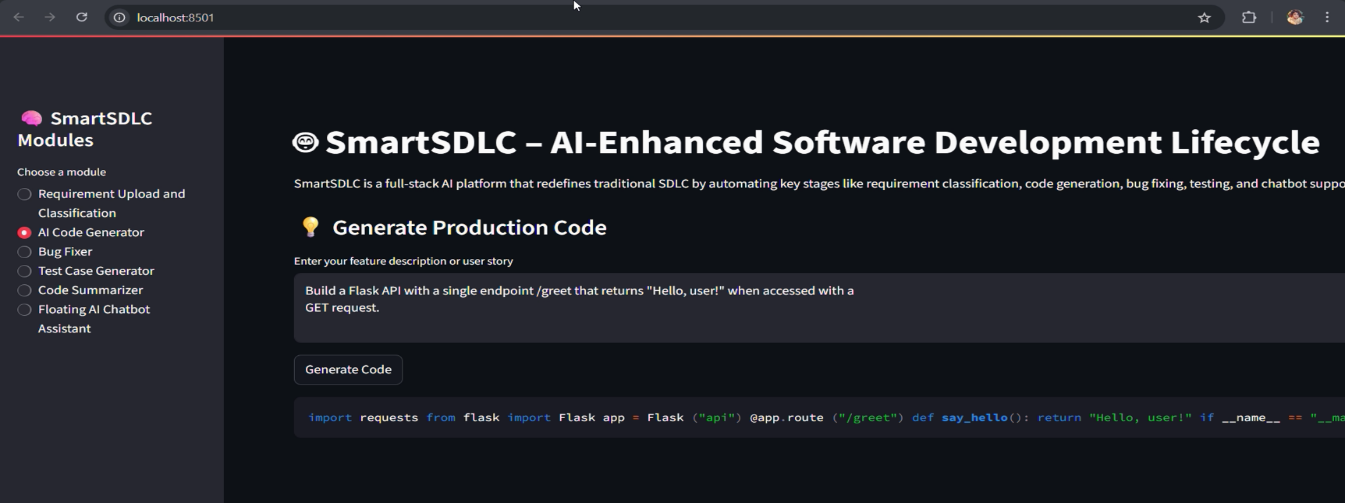 localhost:8501
SmartSDLC
Modules
Choose a module
Requirement Upload and
Classification
AI Code Generator
Bug Fixer
Test Case Generator
Code Summarizer
Floating AI Chatbot
Assistant
SmartSDLC – AI-Enhanced Software Development Lifecycle
SmartSDLC is a full-stack AI platform that redefines traditional SDLC by automating key stages like requirement classification, code generation, bug fixing, testing, and chatbot suppo
Generate Production Code
Enter your feature description or user story
Build a Flask API with a single endpoint /greet that returns "Hello, user!" when accessed with a
GET request.
Generate Code
import requests from flask import Flask app = Flask ("api") @app.route ("/greet") def say_hello(): return "Hello, user!" if __name__ == "__ma